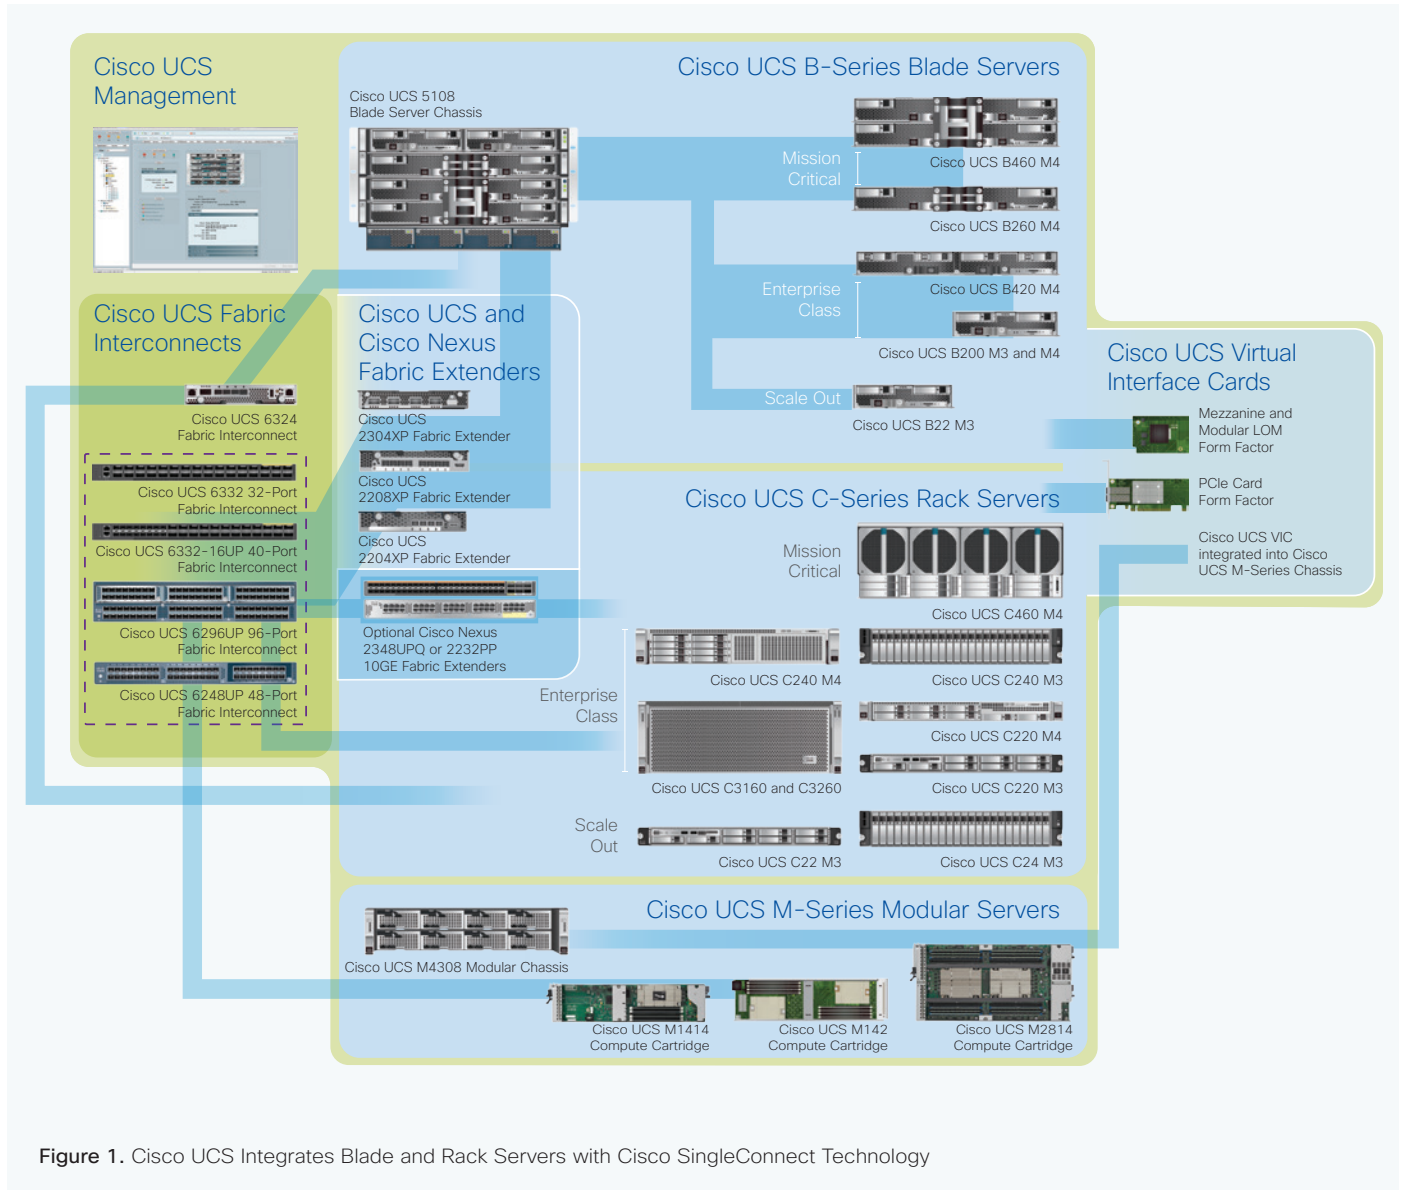 Cisco UCS
Management
Cisco UCS B-Series Blade Servers
Cisco UCS 5108
Blade Server Chassis
Mission
Critical
Cisco UCS B460 M4
Cisco UCS B260 M4
Enterprise
Class
Cisco UCS B420 M4
Cisco UCS B200 M3 and M4
Scale Out
Cisco UCS B22 M3
Cisco UCS Fabric
Interconnects
Cisco UCS 6324
Fabric Interconnect
Cisco UCS 6332 32-Port
Fabric Interconnect
Cisco UCS 6332-16UP 40-Port
Fabric Interconnect
Cisco UCS 6296UP 96-Port
Fabric Interconnect
Cisco UCS 6248UP 48-Port
Fabric Interconnect
Cisco UCS and
Cisco Nexus
Fabric Extenders
Cisco UCS
2304XP Fabric Extender
Cisco UCS
2208XP Fabric Extender
Cisco UCS
2204XP Fabric Extender
Optional Cisco Nexus
2348UPQ or 2232PP
10GE Fabric Extenders
Cisco UCS Virtual
Interface Cards
Mezzanine and
Modular LOM
Form Factor
PCIe Card
Form Factor
Cisco UCS VIC
integrated into Cisco
UCS M-Series Chassis
Cisco UCS C-Series Rack Servers
Mission
Critical
Cisco UCS C460 M4
Enterprise
Class
Cisco UCS C240 M4
Cisco UCS C240 M3
Cisco UCS C220 M4
Cisco UCS C3160 and C3260
Cisco UCS C220 M3
Scale
Out
Cisco UCS C22 M3
Cisco UCS C24 M3
Cisco UCS M-Series Modular Servers
Cisco UCS M4308 Modular Chassis
Cisco UCS M1414
Compute Cartridge
Cisco UCS M142
Compute Cartridge
Cisco UCS M2814
Compute Cartridge
Figure 1. Cisco UCS Integrates Blade and Rack Servers with Cisco SingleConnect Technology